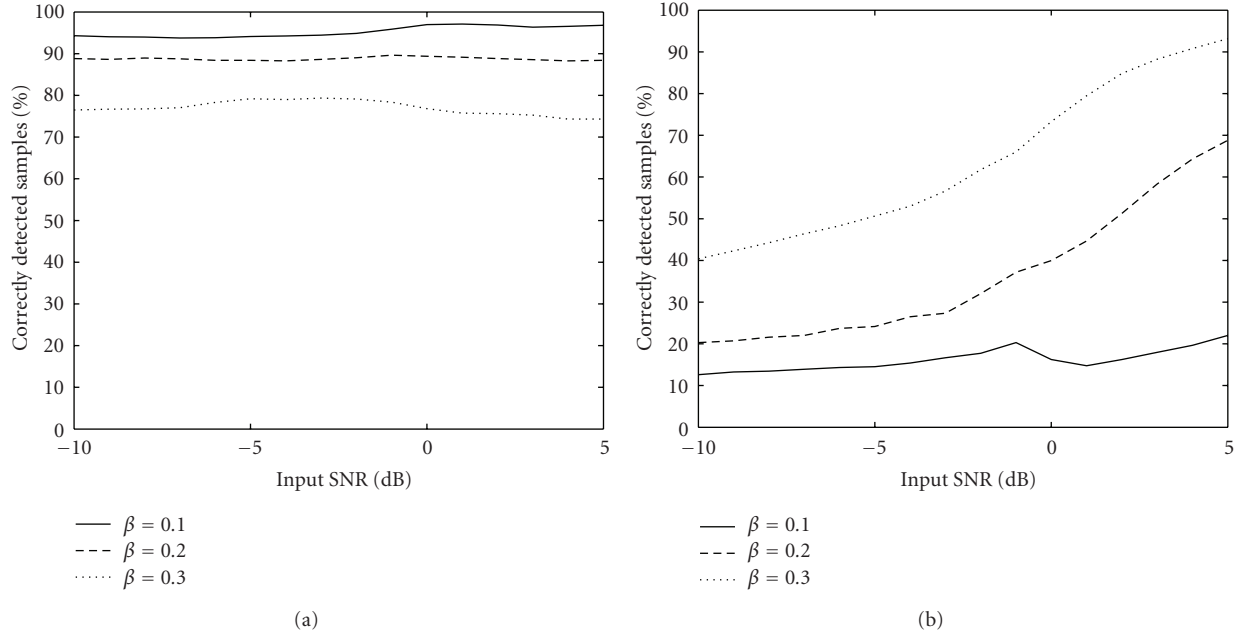 100
90
80
70
60
50
40
30
20
10
0
Correctly detected samples (%)
−10
−5
0
5
Input SNR (dB)
β = 0.1
β = 0.2
β = 0.3
(a)
100
90
80
70
60
50
40
30
20
10
0
Correctly detected samples (%)
−10
−5
0
5
Input SNR (dB)
β = 0.1
β = 0.2
β = 0.3
(b)